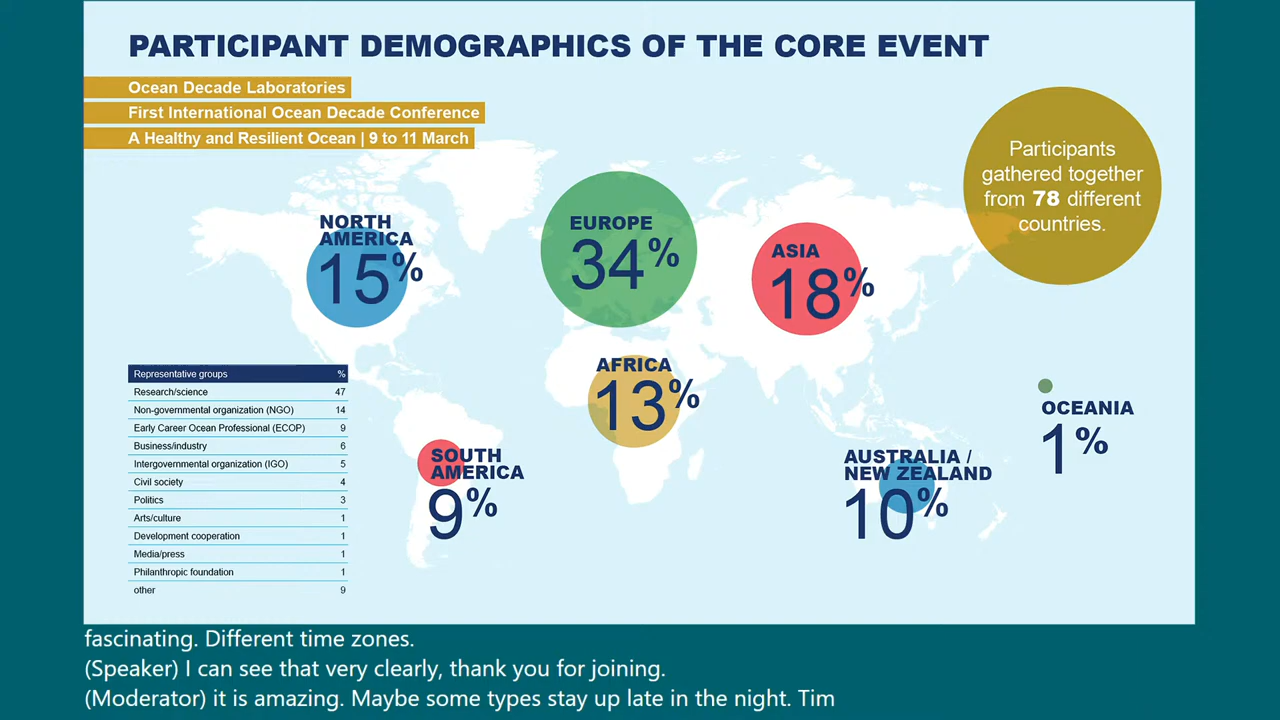 PARTICIPANT DEMOGRAPHICS OF THE CORE EVENT
Ocean Decade Laboratories
First International Ocean Decade Conference
A Healthy and Resilient Ocean | 9 to 11 March
Participants
gathered together
from 78 different
countries.
NORTH
AMERICA
15%
EUROPE
34%
ASIA
18%
AFRICA
13%
SOUTH
AMERICA
9%
AUSTRALIA /
NEW ZEALAND
10%
OCEANIA
1%
Representative groups %
Research/science 47
Non-governmental organization (NGO) 14
Early Career Ocean Professional (ECOP) 9
Business/industry 6
Intergovernmental organization (IGO) 5
Civil society 4
Politics 3
Arts/culture 1
Development cooperation 1
Media/press 1
Philanthropic foundation 1
other 9
fascinating. Different time zones.
(Speaker) I can see that very clearly, thank you for joining.
(Moderator) it is amazing. Maybe some types stay up late in the night. Tim